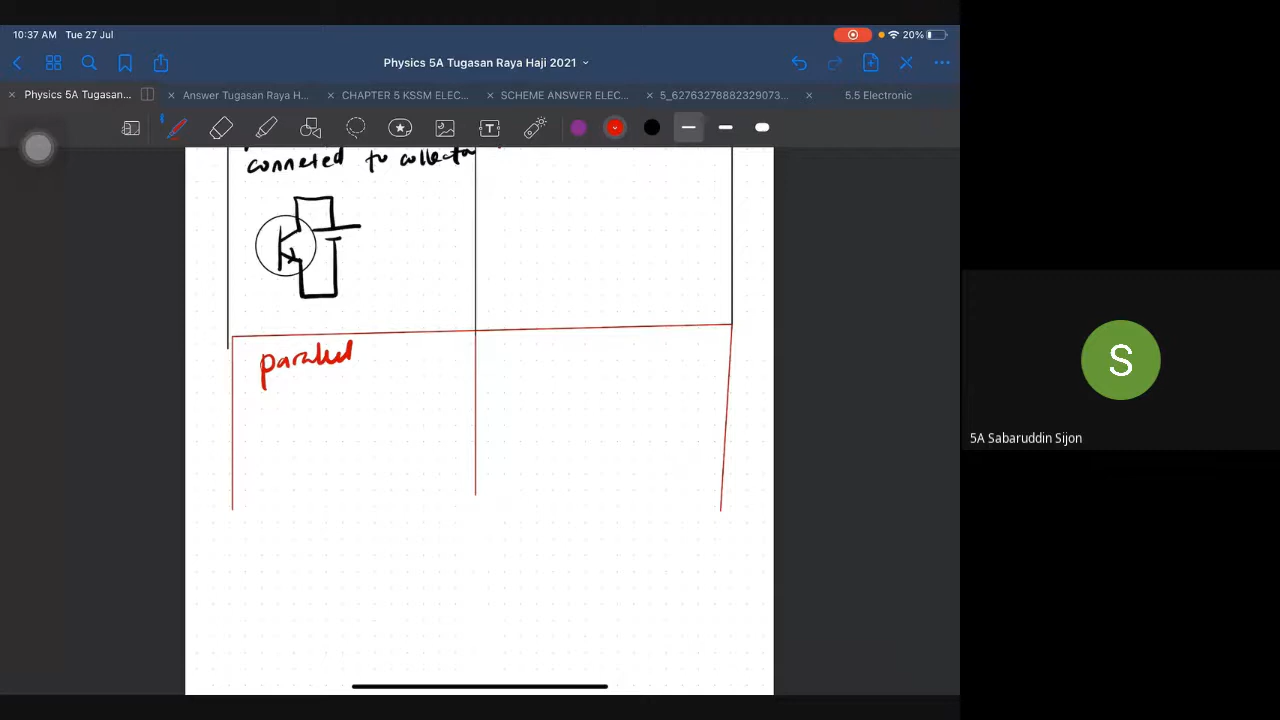 10:37 AM Tue 27 Jul
20%
Physics 5A Tugasan Raya Haji 2021
Physics 5A Tugasan...
Answer Tugasan Raya H...
CHAPTER 5 KSSM ELEC...
SCHEME ANSWER ELEC...
5_62763278882329073...
5.5 Electronic
connected to collector
parallel
S
5A Sabaruddin Sijon